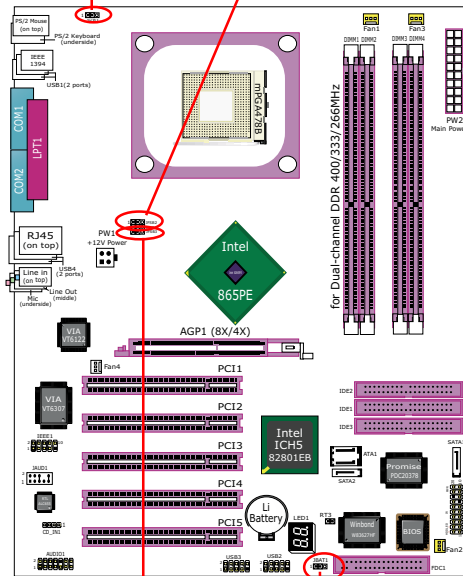 PS/2 Mouse
(on top)
PS/2 Keyboard
(underside)
IEEE
1394
USB1(2 ports)
COM1
LPT1
COM2
RJ45
(on top)
USB4
(2 ports)
Line in
(on top)
Line Out
(middle)
Mic
(underside)
PW1
+12V Power
mPGA478B
Fan1
Fan3
DIMM1 DIMM2
DIMM3 DIMM4
for Dual-channel DDR 400/333/266MHz
PW2
Main Power
Intel
865PE
VIA
VT6122
AGP1 (8X/4X)
Fan4
PCI1
PCI2
PCI3
PCI4
PCI5
VIA
VT6307
IEEE1
JAUD1
CD_IN1
AUDIO1
IDE2
IDE1
IDE3
Intel
ICH5
82801EB
ATA1
SATA2
Promise
PDC20378
SATA
Li
Battery
LED1
RT3
Winbond
W83627HF
BIOS
Fan2
USB3
USB2
BAT1
FDC1